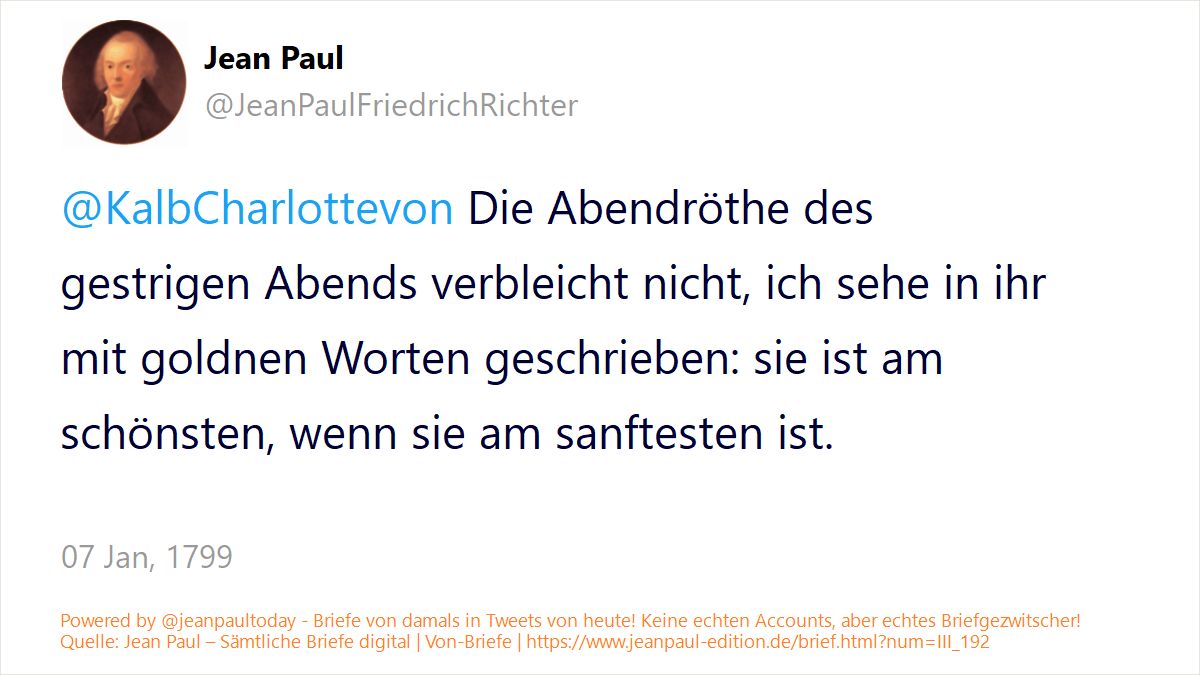 Jean Paul
@JeanPaulFriedrichRichter
@KalbCharlottevon Die Abendröthe des
gestrigen Abends verbleicht nicht, ich sehe in ihr
mit goldnen Worten geschrieben: sie ist am
schönsten, wenn sie am sanftesten ist.
07 Jan, 1799
Powered by @jeanpaultoday - Briefe von damals in Tweets von heute! Keine echten Accounts, aber echtes Briefgezwitscher!
Quelle: Jean Paul – Sämtliche Briefe digital | Von-Briefe | https://www.jeanpaul-edition.de/brief.html?num=III_192